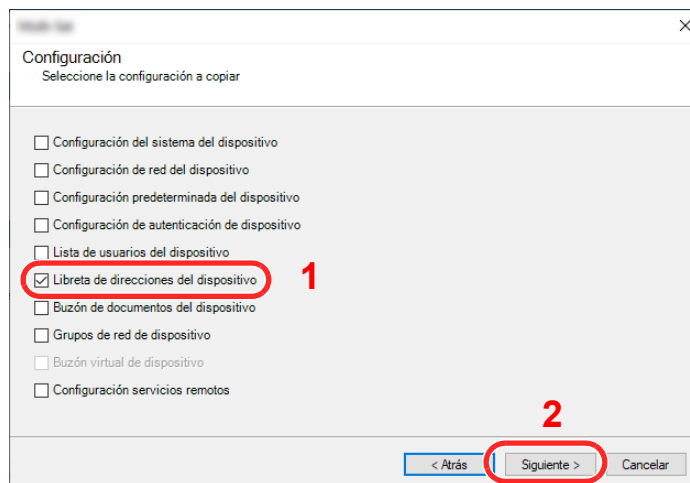 Configuración
Seleccione la configuración a copiar
Configuración del sistema del dispositivo
Configuración de red del dispositivo
Configuración predeterminada del dispositivo
Configuración de autenticación de dispositivo
Lista de usuarios del dispositivo
Libreta de direcciones del dispositivo
1
Buzón de documentos del dispositivo
Grupos de red de dispositivo
Buzón virtual de dispositivo
Configuración servicios remotos
2
< Atrás
Siguiente >
Cancelar